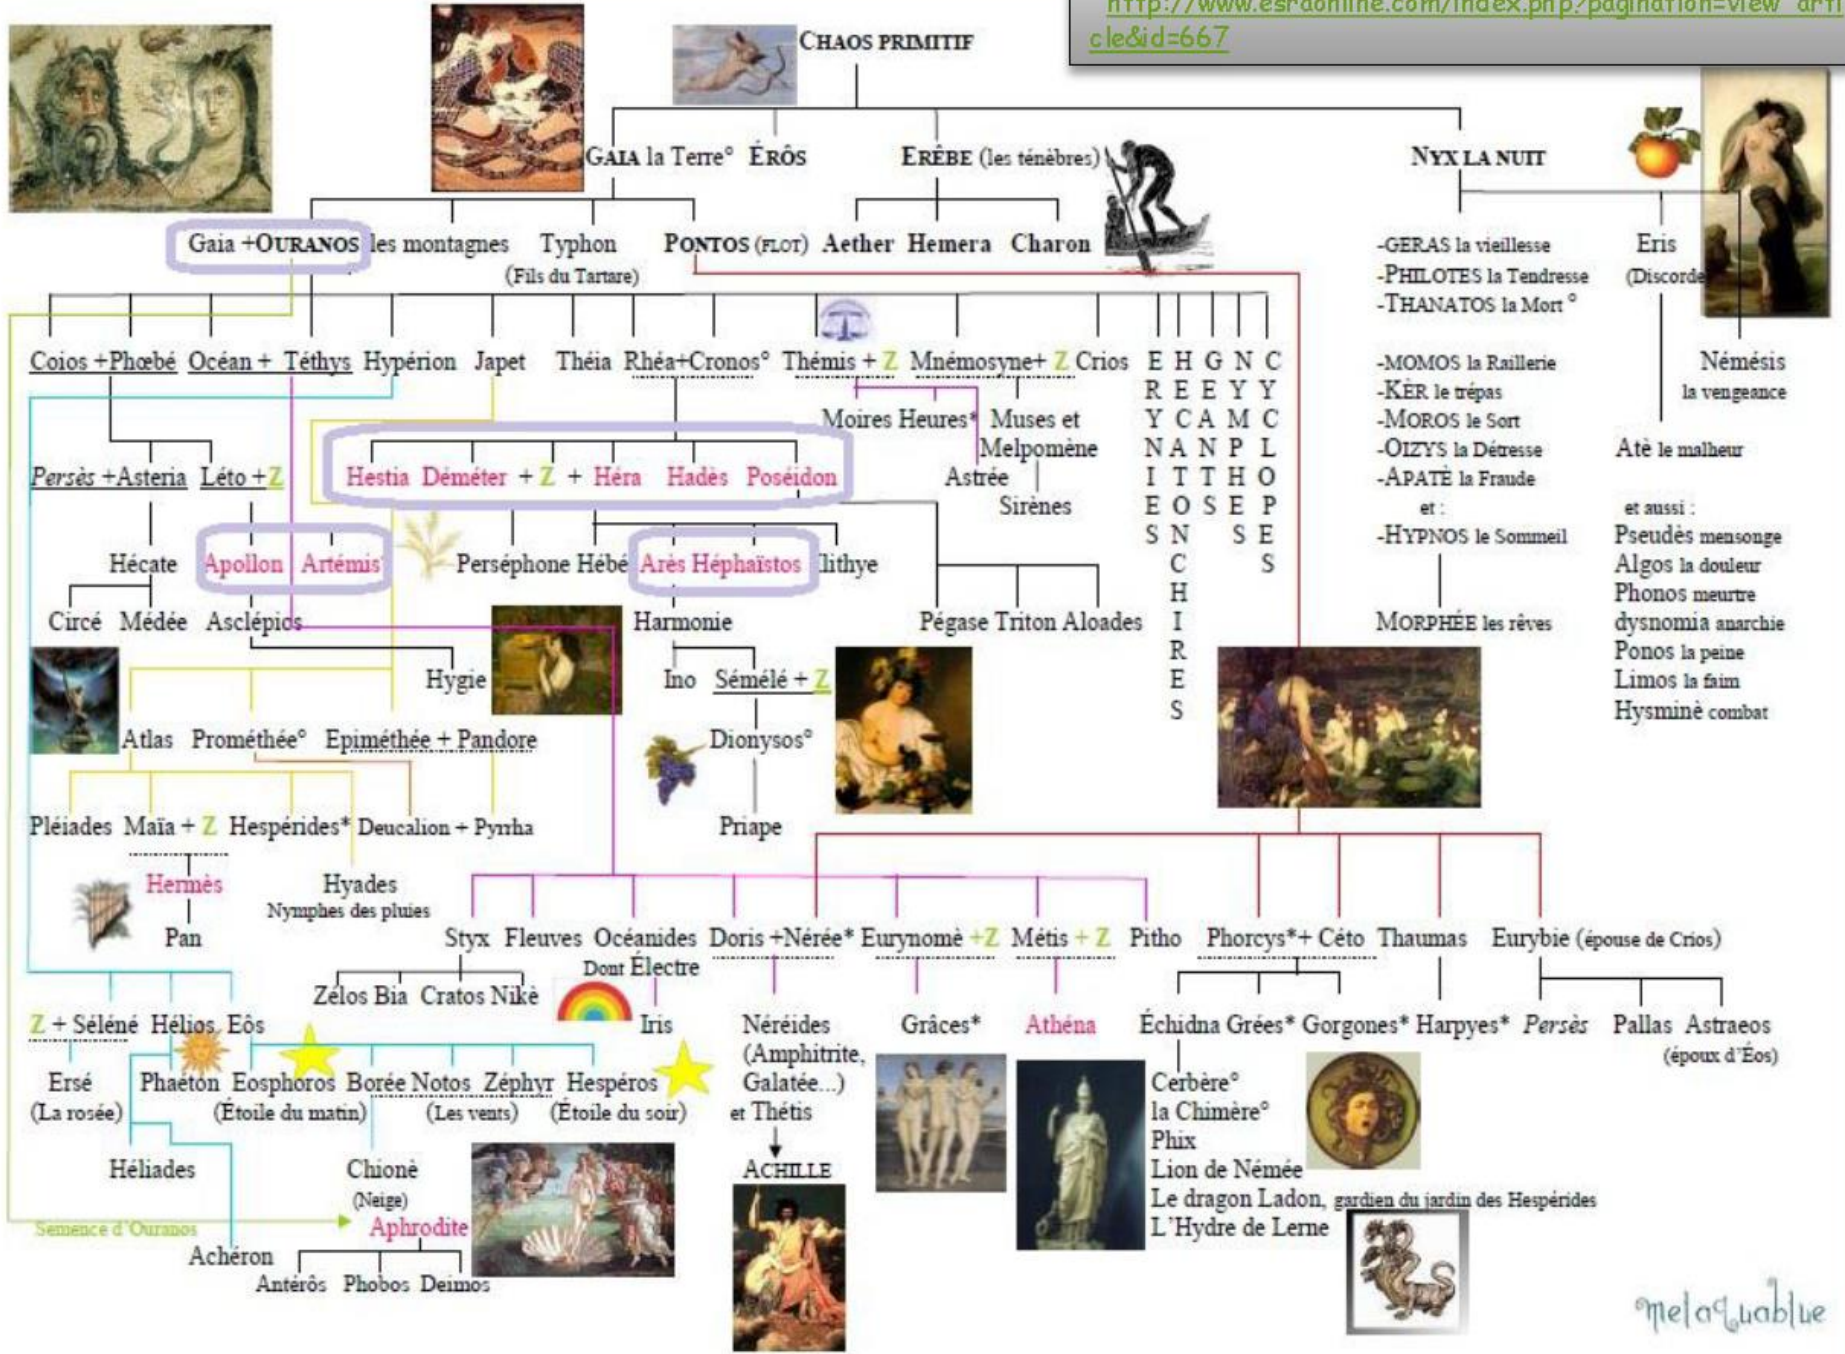 cle&id=667
CHAOS PRIMITIF
GAIA la Terre° ÉRÔS ERÊBE (les ténèbres) NYX LA NUIT
Gaia +OURANOS les montagnes Typhon PONTOS (FLOT) Aether Hemera Charon
(Fils du Tartare)
-GERAS la vieillesse Eris
-PHILOTES la Tendresse (Discorde
-THANATOS la Mort °
Coios +Phœbé Océan + Téthys Hypérion Japet Théia Rhéa+Cronos° Thémis + Z Mnémosyne+ Z Crios
ERYNIES
HECATONCHIRES
GEANTS
NYMPHES
CYCLOPES
-MOMOS la Raillerie Némésis
-KÈR le trépas la vengeance
-MOROS le Sort
-OIZYS la Détresse Atè le malheur
-APATÈ la Fraude
et : et aussi :
-HYPNOS le Sommeil Pseudès mensonge
Algos la douleur
Phonos meurtre
MORPHÉE les rêves dysnomia anarchie
Ponos la peine
Limos la faim
Hysminè combat
Moires Heures* Muses et
Melpomène
Persès +Asteria Léto +Z Hestia Déméter + Z + Héra Hadès Poséidon Astrée
Sirènes
Hécate Apollon Artémis° Perséphone Hébé Arès Héphaïstos Ilithye
Circé Médée Asclépios Harmonie Pégase Triton Aloades
Hygie Ino Sémélé + Z
Atlas Prométhée° Epiméthée + Pandore Dionysos°
Pléiades Maïa + Z Hespérides* Deucalion + Pyrrha Priape
Hermès Hyades
Nymphes des pluies
Pan Styx Fleuves Océanides Doris +Nérée* Eurynomè +Z Métis + Z Pitho Phorcys*+ Céto Thaumas Eurybie (épouse de Crios)
Dont Électre
Zélos Bia Cratos Nikè
Z + Séléné Hélios Eôs Iris Néréides Grâces* Athéna Échidna Grées* Gorgones* Harpyes* Persès Pallas Astraeos
(Amphitrite, (époux d'Éos)
Ersé Phaéton Eosphoros Borée Notos Zéphyr Hespéros Galatée...) Cerbère°
(La rosée) (Étoile du matin) (Les vents) (Étoile du soir) et Thétis la Chimère°
Phix
Héliades Chionè ACHILLE Lion de Némée
(Neige) Le dragon Ladon, gardien du jardin des Hespérides
Semence d'Ouranos Aphrodite L'Hydre de Lerne
Achéron
Antérôs Phobos Deimos
melaquablue